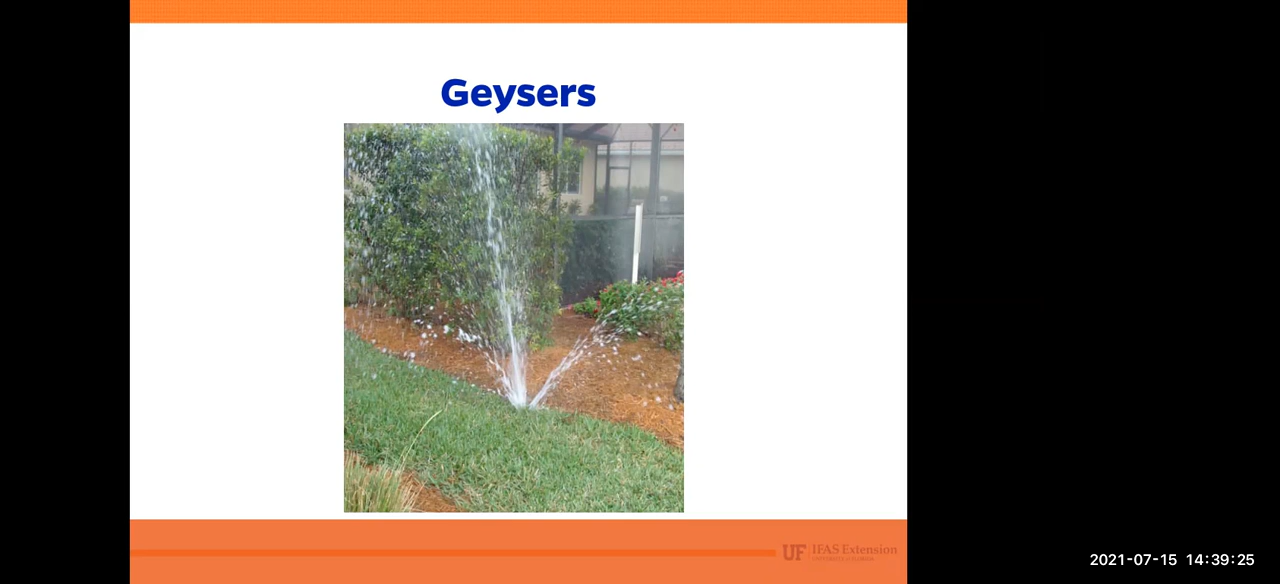 Geysers
UF IFAS Extension
UNIVERSITY of FLORIDA
2021-07-15 14:39:25